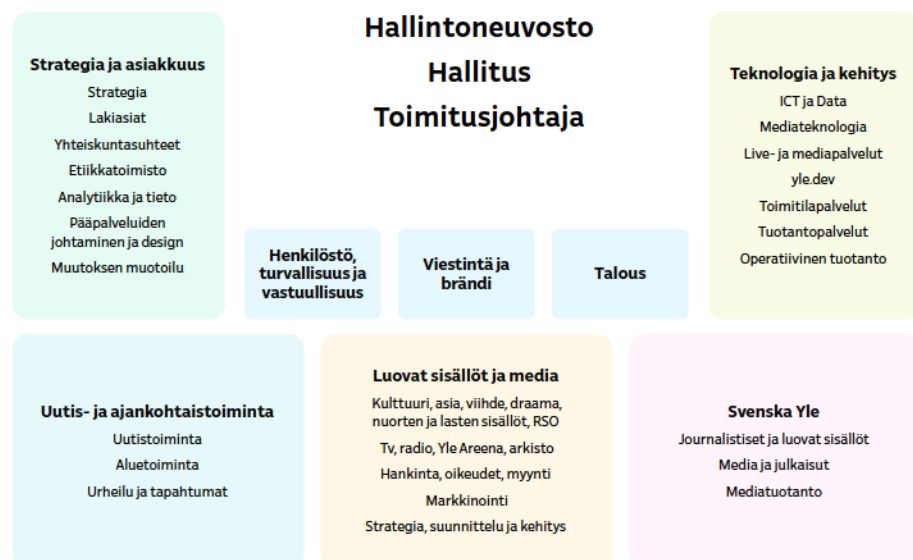 Hallintoneuvosto
Hallitus
Toimitusjohtaja
Strategia ja asiakkuus
Strategia
Lakiasiat
Yhteiskuntasuhteet
Etiikkatoimisto
Analytiikka ja tieto
Pääpalveluiden
johtaminen ja design
Muutoksen muotoilu
Teknologia ja kehitys
ICT ja Data
Mediateknologia
Live- ja mediapalvelut
yle.dev
Toimitilapalvelut
Tuotantopalvelut
Operatiivinen tuotanto
Henkilöstö,
turvallisuus ja
vastuullisuus
Viestintä ja
brändi
Talous
Uutis- ja ajankohtaistoiminta
Uutistoiminta
Aluetoiminta
Urheilu ja tapahtumat
Luovat sisällöt ja media
Kulttuuri, asia, viihde, draama,
nuorten ja lasten sisällöt, RSO
Tv, radio, Yle Areena, arkisto
Hankinta, oikeudet, myynti
Markkinointi
Strategia, suunnittelu ja kehitys
Svenska Yle
Journalistiset ja luovat sisällöt
Media ja julkaisut
Mediatuotanto